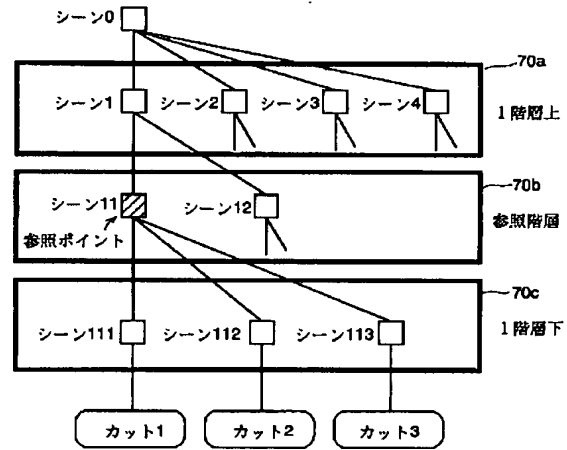 シーン0
70a
シーン1 シーン2 シーン3 シーン4 1階層上
70b
シーン11 シーン12 参照階層
参照ポイント
70c
シーン111 シーン112 シーン113 1階層下
カット1 カット2 カット3